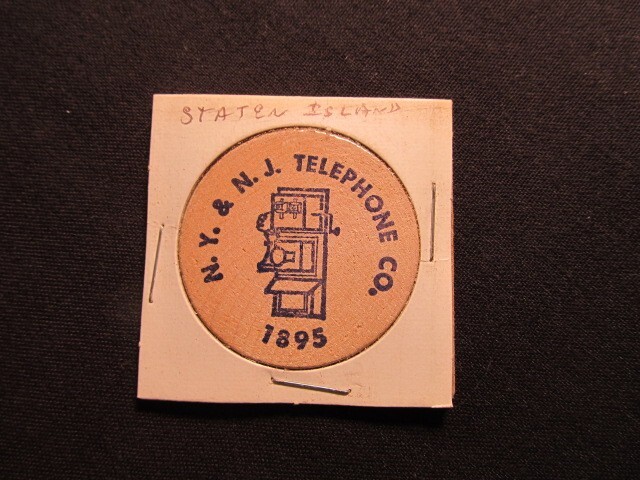 STATEN ISLAND
N.Y. & N.J. TELEPHONE CO.
1895